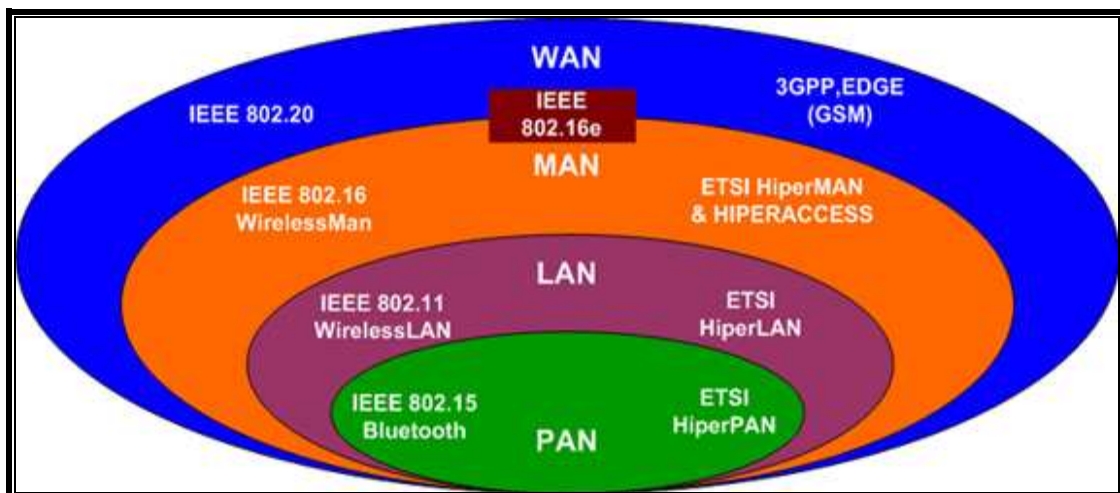 WAN
IEEE 802.20
3GPP,EDGE
(GSM)
IEEE
802.16e
MAN
IEEE 802.16
WirelessMan
ETSI HiperMAN
& HIPERACCESS
LAN
IEEE 802.11
WirelessLAN
ETSI
HiperLAN
IEEE 802.15
Bluetooth
ETSI
HiperPAN
PAN